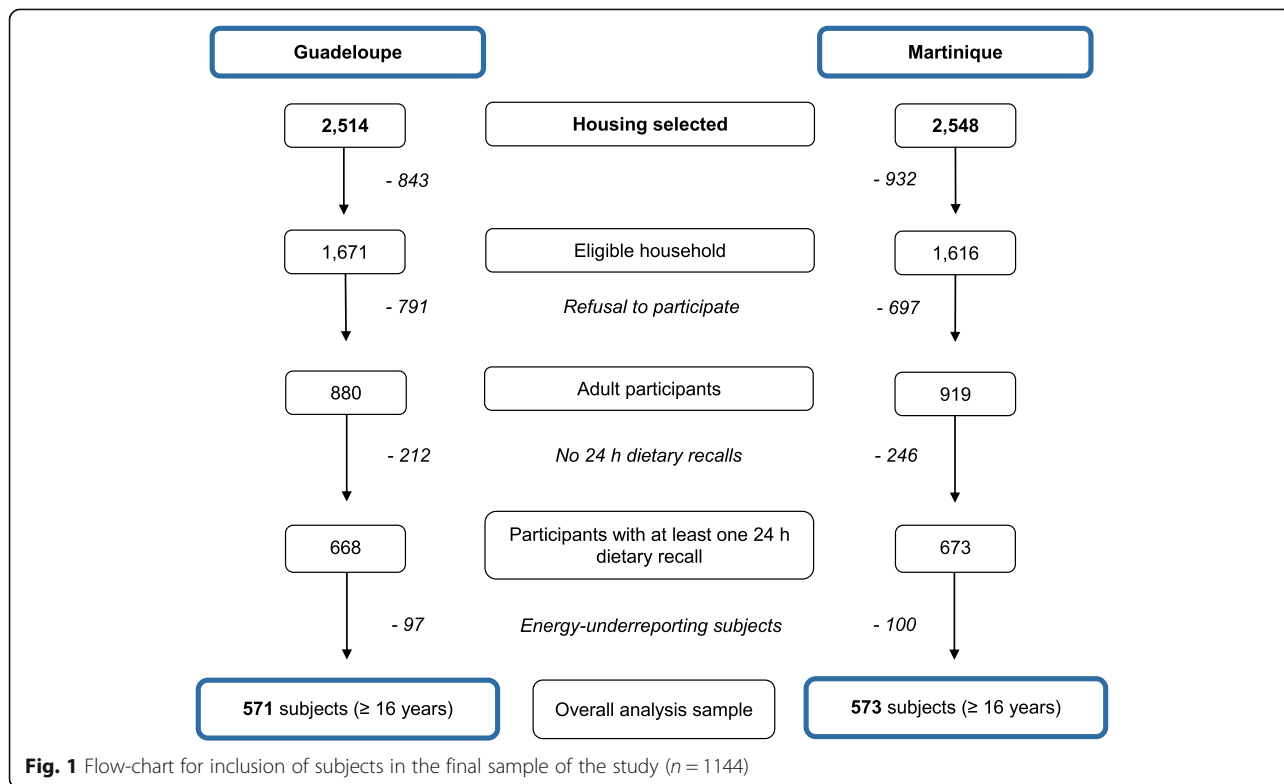 Guadeloupe
Martinique
2,514
Housing selected
2,548
- 843
- 932
1,671
Eligible household
1,616
- 791
Refusal to participate
- 697
880
Adult participants
919
- 212
No 24 h dietary recalls
- 246
668
Participants with at least one 24 h
dietary recall
673
- 97
Energy-underreporting subjects
- 100
571 subjects (≥ 16 years)
Overall analysis sample
573 subjects (≥ 16 years)
Fig. 1 Flow-chart for inclusion of subjects in the final sample of the study (n = 1144)